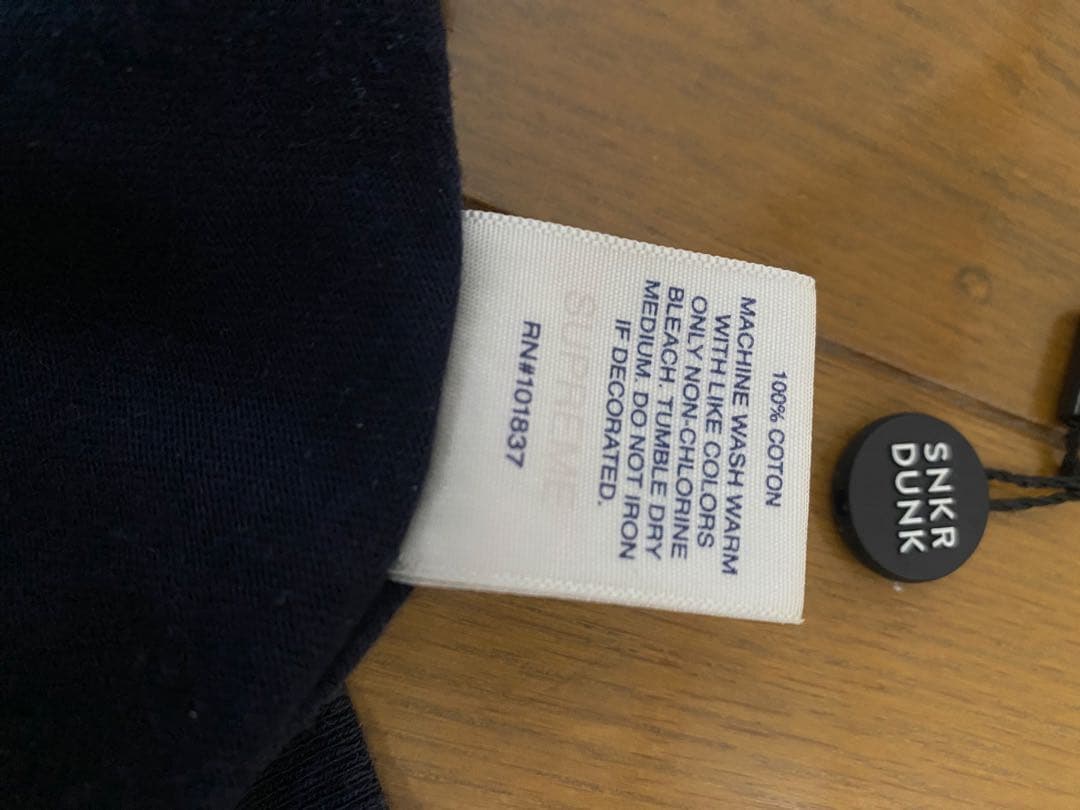 100% COTON
MACHINE WASH WARM
WITH LIKE COLORS
ONLY NON-CHLORINE
BLEACH. TUMBLE DRY
MEDIUM. DO NOT IRON
IF DECORATED.
SUPREME
RN#101837
SNKR
DUNK